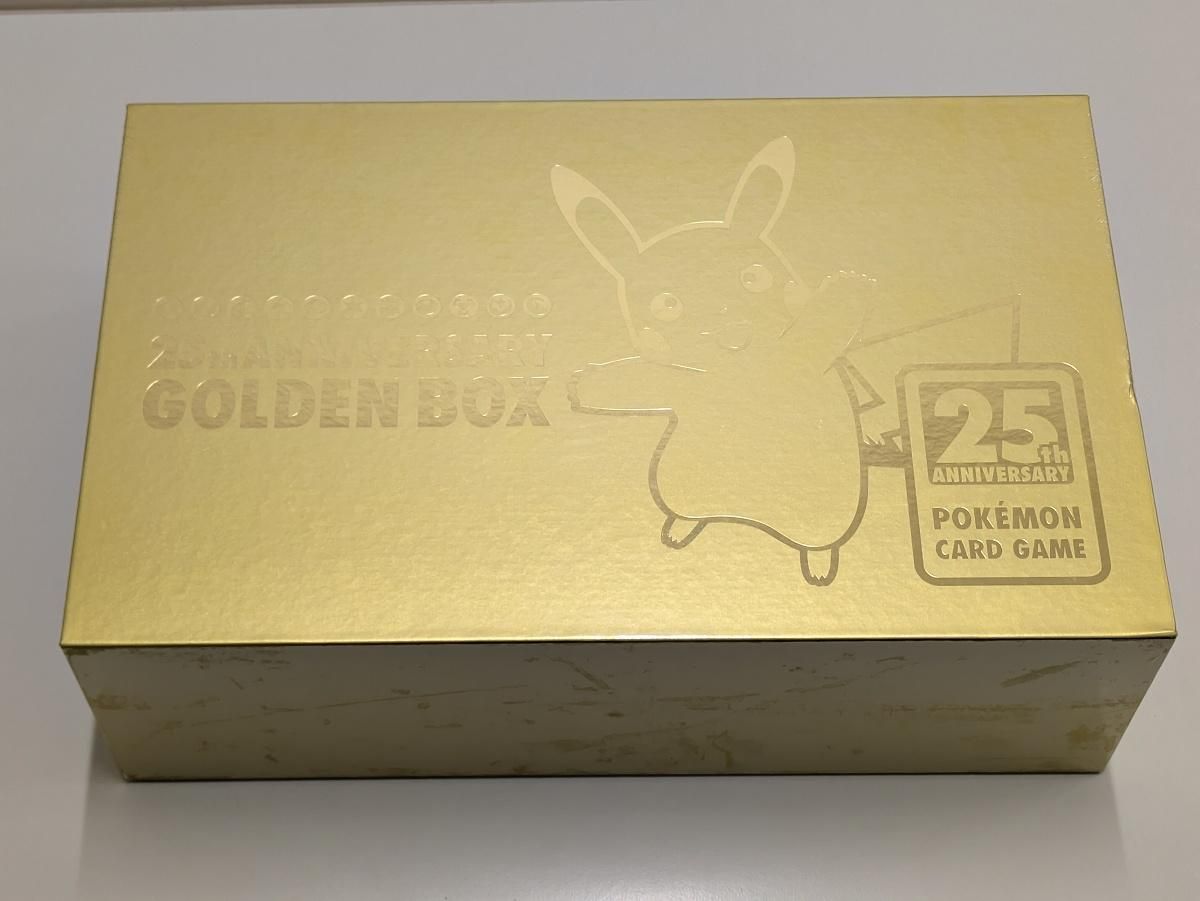 25TH ANNIVERSARY
GOLDEN BOX
25th
ANNIVERSARY
POKÉMON
CARD GAME